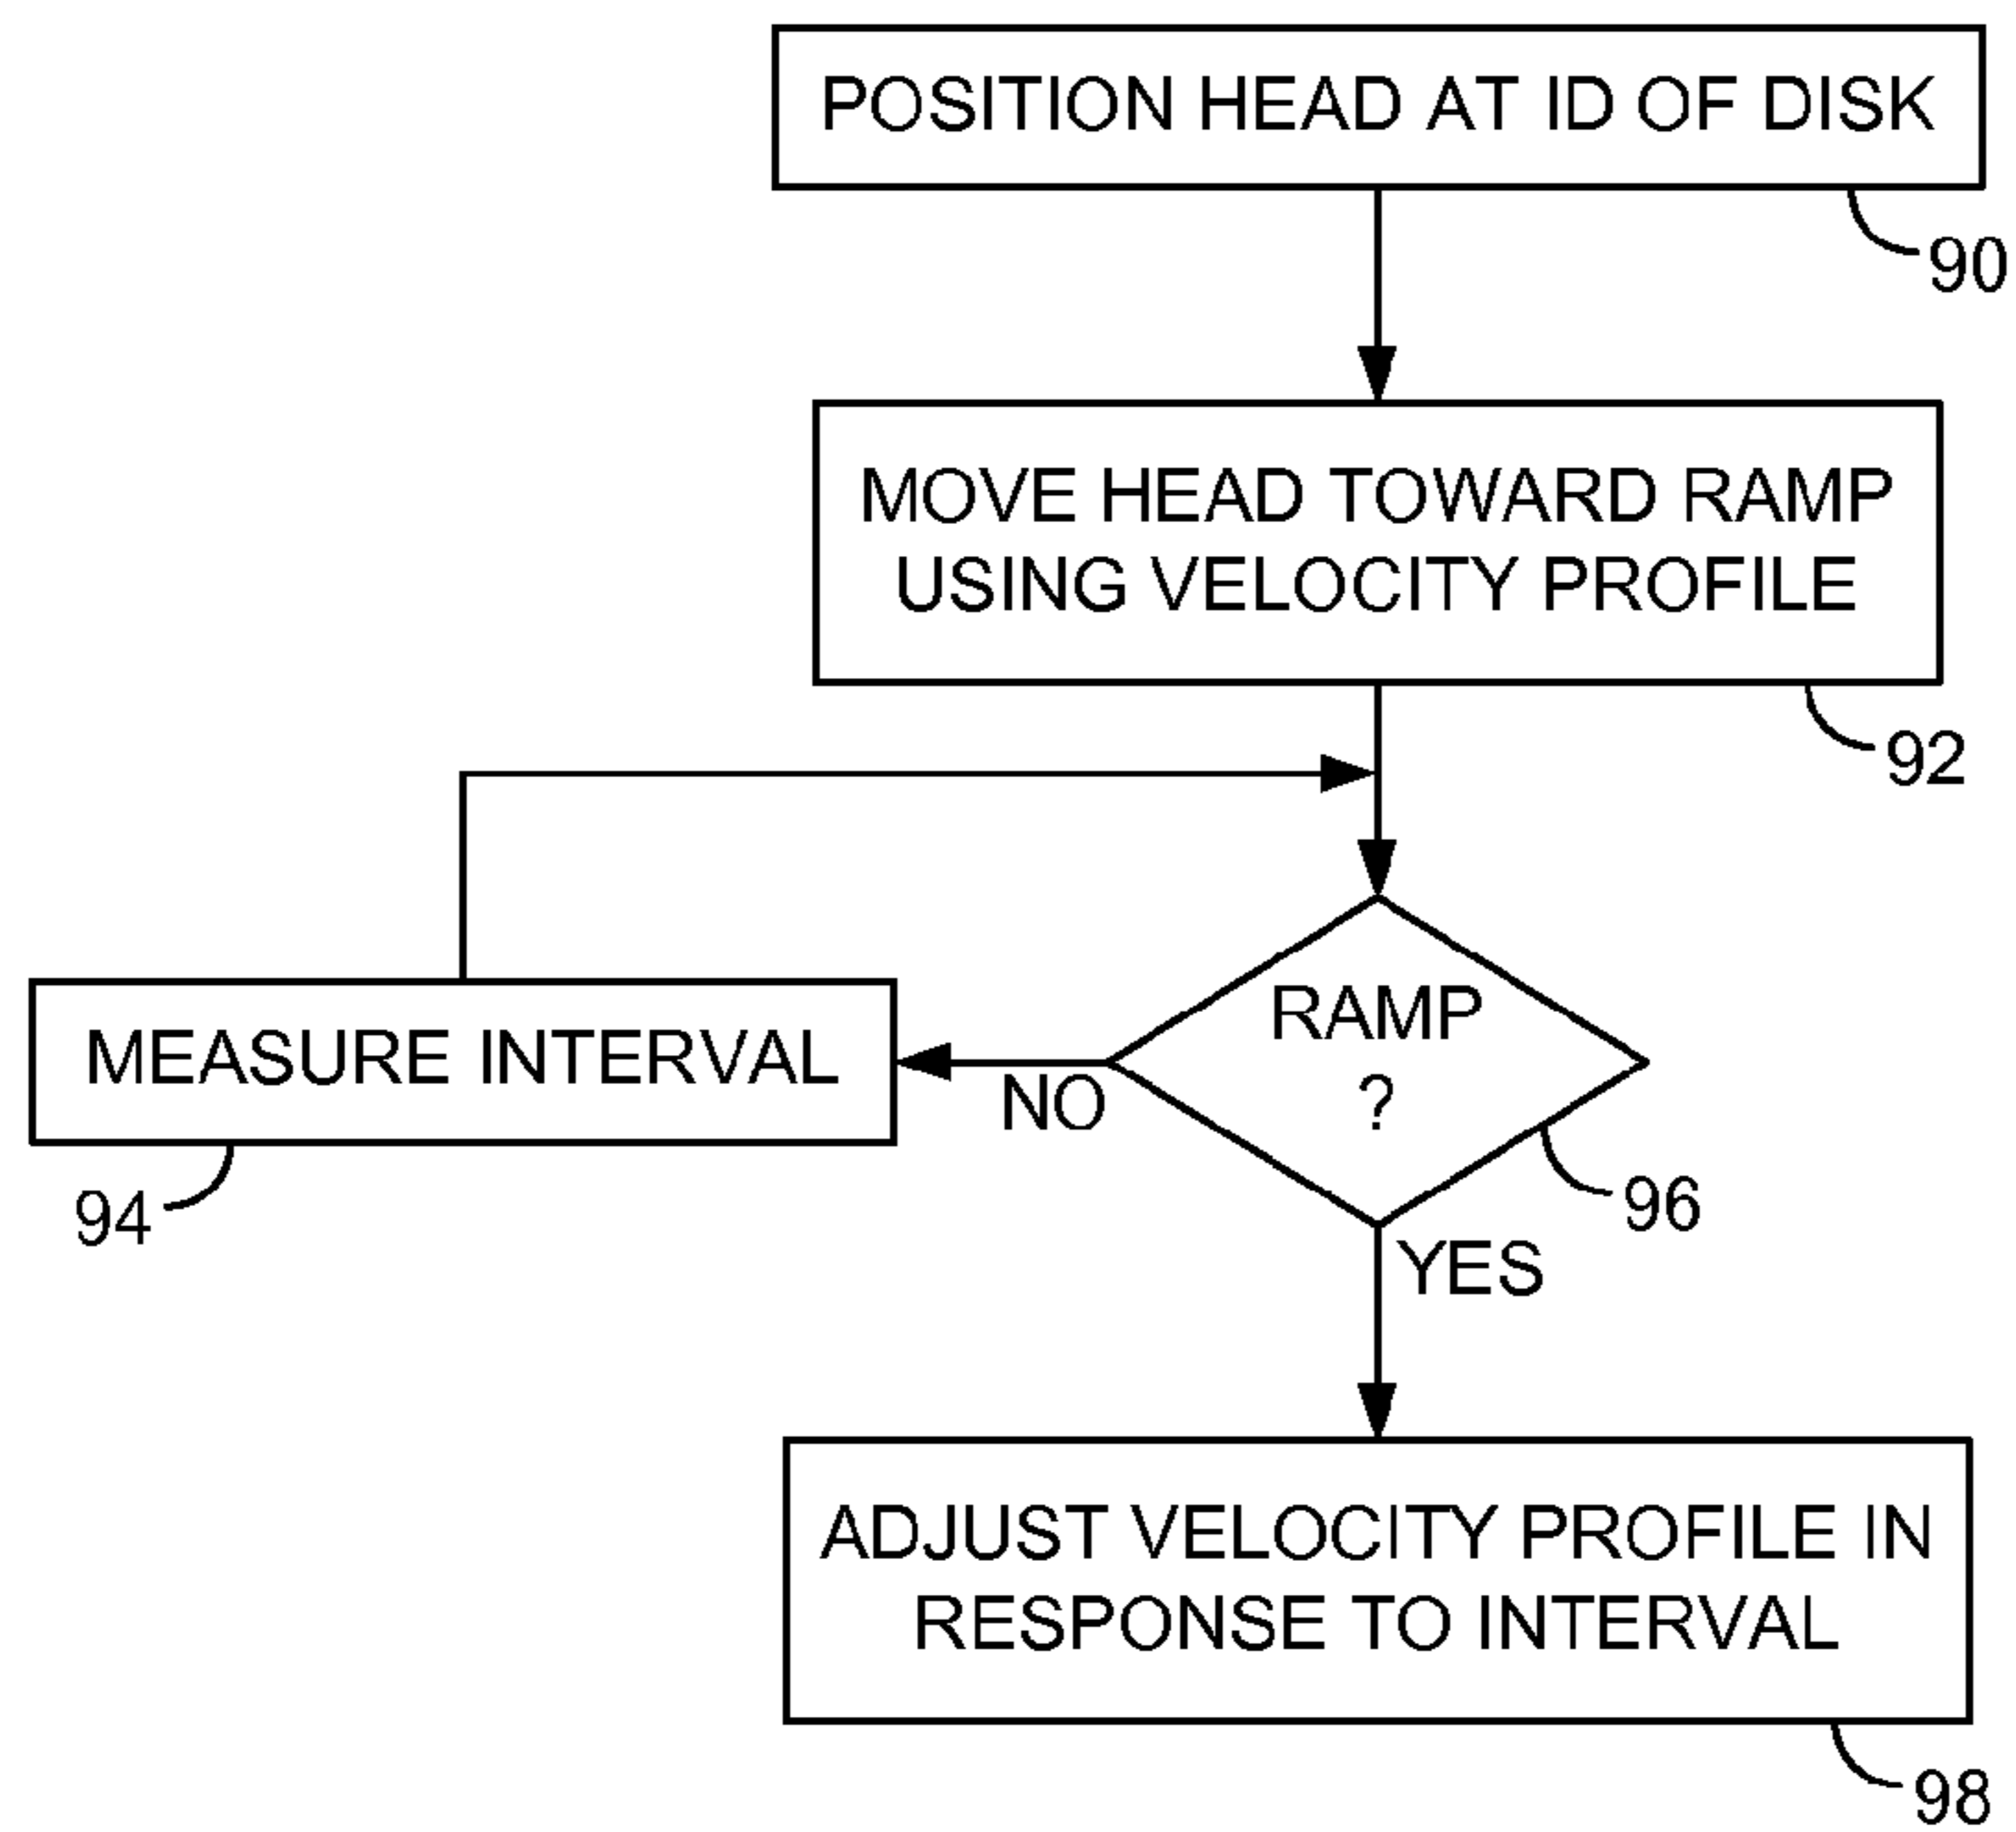 POSITION HEAD AT ID OF DISK
90
MOVE HEAD TOWARD RAMP
USING VELOCITY PROFILE
92
RAMP
?
NO
MEASURE INTERVAL
94
96
YES
ADJUST VELOCITY PROFILE IN
RESPONSE TO INTERVAL
98